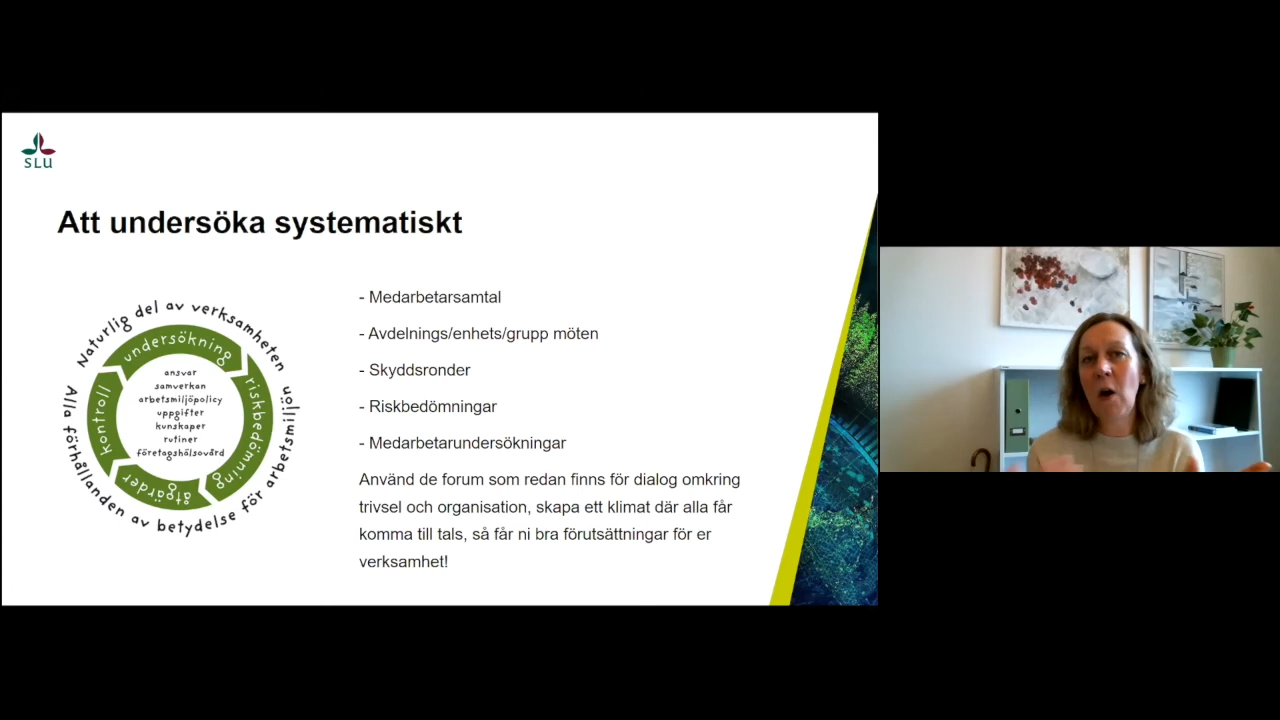 SLU
Att undersöka systematiskt
- Medarbetarsamtal
- Avdelnings/enhets/grupp möten
- Skyddsronder
- Riskbedömningar
- Medarbetarundersökningar
Använd de forum som redan finns för dialog omkring
trivsel och organisation, skapa ett klimat där alla får
komma till tals, så får ni bra förutsättningar för er
verksamhet!
Naturlig del av verksamheten
Alla förhållanden av betydelse för arbetsmiljön
undersökning
riskbedömning
åtgärder
kontroll
ansvar
samverkan
arbetsmiljöpolicy
uppgifter
kunskaper
rutiner
företagshälsovård